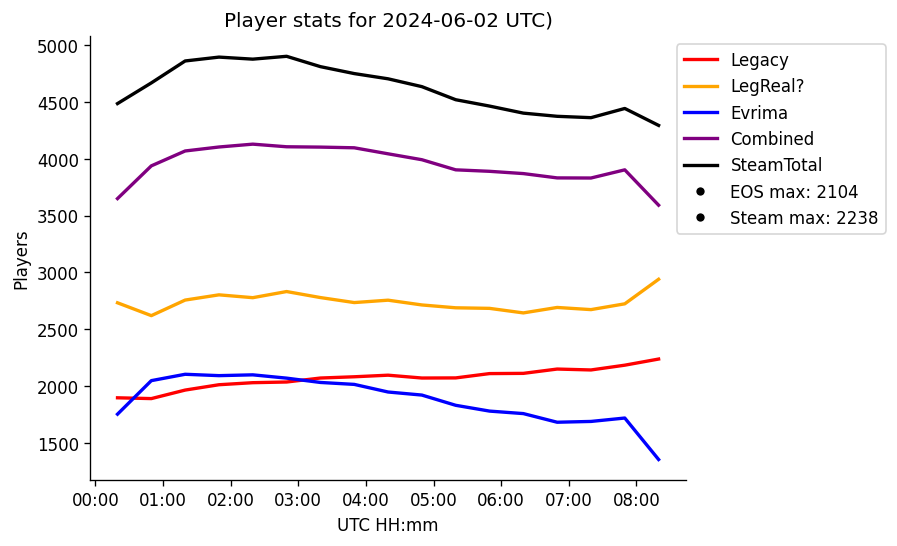 Player stats for 2024-06-02 UTC)
5000
4500
4000
3500
3000
2500
2000
1500
Players
00:00 01:00 02:00 03:00 04:00 05:00 06:00 07:00 08:00
UTC HH:mm
Legacy
LegReal?
Evrima
Combined
SteamTotal
EOS max: 2104
Steam max: 2238